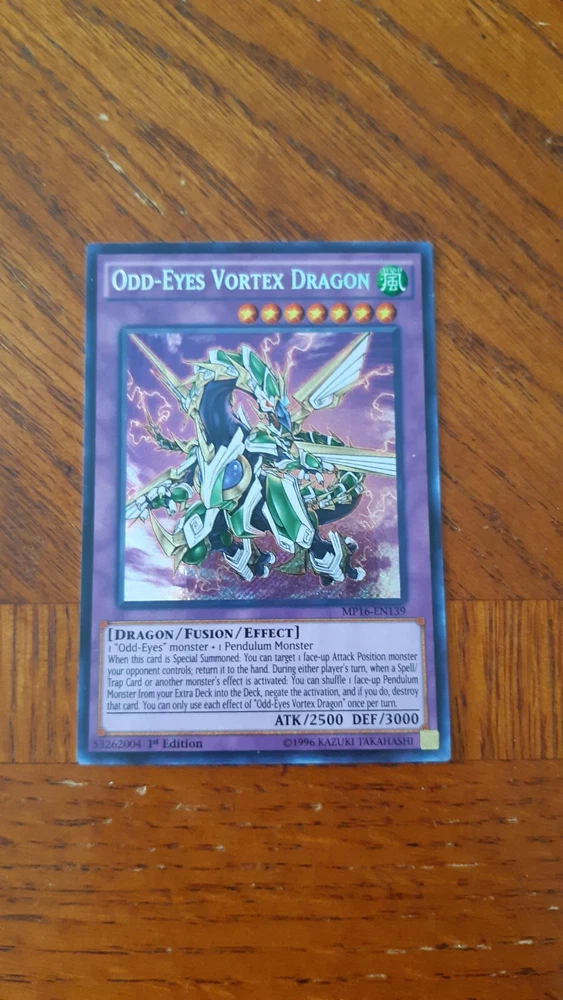 ODD-EYES VORTEX DRAGON 風
MP16-EN139
[DRAGON/FUSION/EFFECT]
1 "Odd-Eyes" monster + 1 Pendulum Monster
When this card is Special Summoned: You can target 1 face-up Attack Position monster
your opponent controls; return it to the hand. During either player's turn, when a Spell/
Trap Card or another monster's effect is activated: You can shuffle 1 face-up Pendulum
Monster from your Extra Deck into the Deck, negate the activation, and if you do, destroy
that card. You can only use each effect of "Odd-Eyes Vortex Dragon" once per turn.
ATK/2500 DEF/3000
53262004 1st Edition ©1996 KAZUKI TAKAHASHI